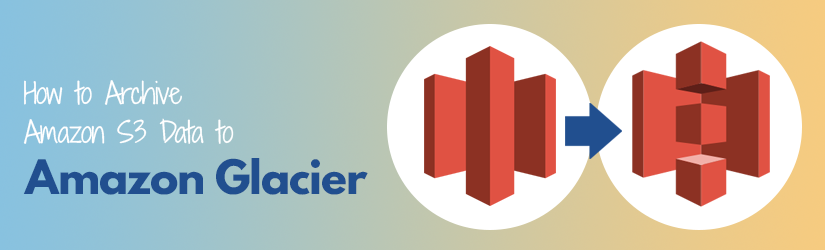 How to Archive
Amazon S3 Data to
Amazon Glacier